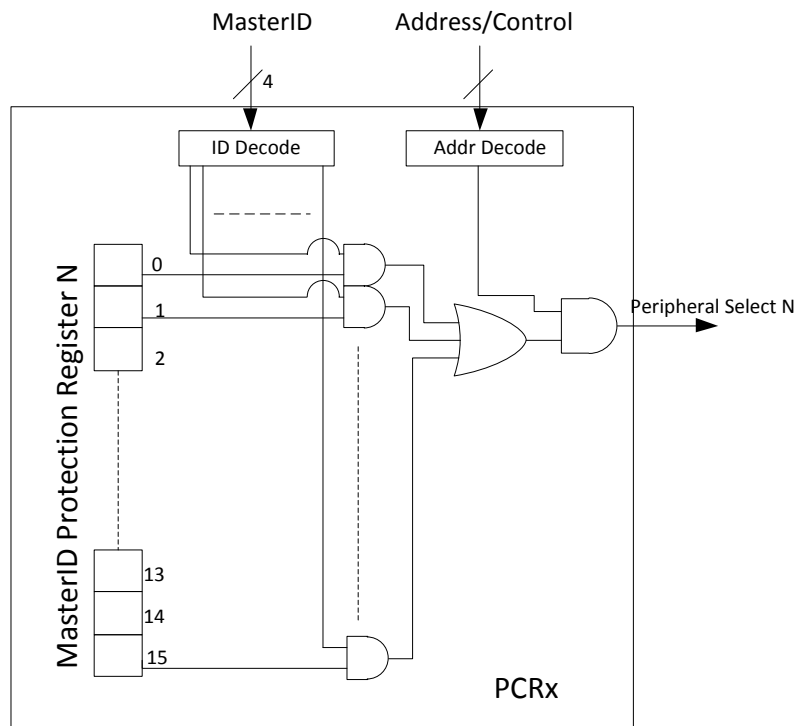 MasterID
Address/Control
4
ID Decode
Addr Decode
MasterID Protection Register N
0
1
2
13
14
15
Peripheral Select N
PCRx